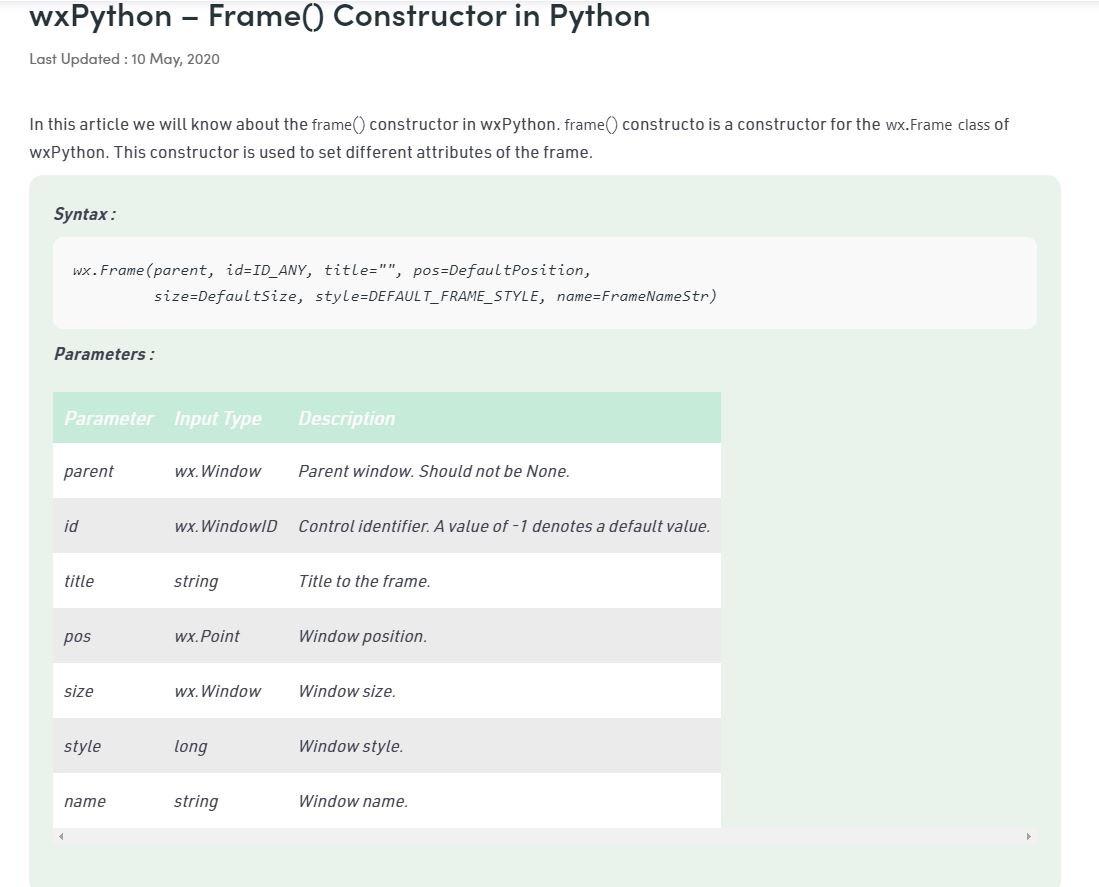 wxPython – Frame() Constructor in Python
Last Updated : 10 May, 2020
In this article we will know about the frame() constructor in wxPython. frame() constructo is a constructor for the wx.Frame class of
wxPython. This constructor is used to set different attributes of the frame.
Syntax :
wx.Frame(parent, id=ID_ANY, title="", pos=DefaultPosition,
size=DefaultSize, style=DEFAULT_FRAME_STYLE, name=FrameNameStr)
Parameters :
Parameter Input Type Description
parent wx.Window Parent window. Should not be None.
id wx.WindowID Control identifier. A value of -1 denotes a default value.
title string Title to the frame.
pos wx.Point Window position.
size wx.Window Window size.
style long Window style.
name string Window name.